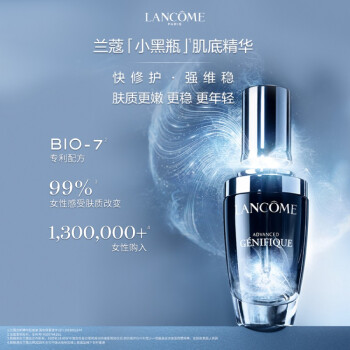 LANCÔME
PARIS
兰蔻「小黑瓶」肌底精华
快修护·强维稳
肤质更嫩 更稳 更年轻
BIO-7
专利配方
99%
女性感受肤质改变
1,300,000+
女性购入
LANCÔME
ADVANCED
GÉNIFIQUE